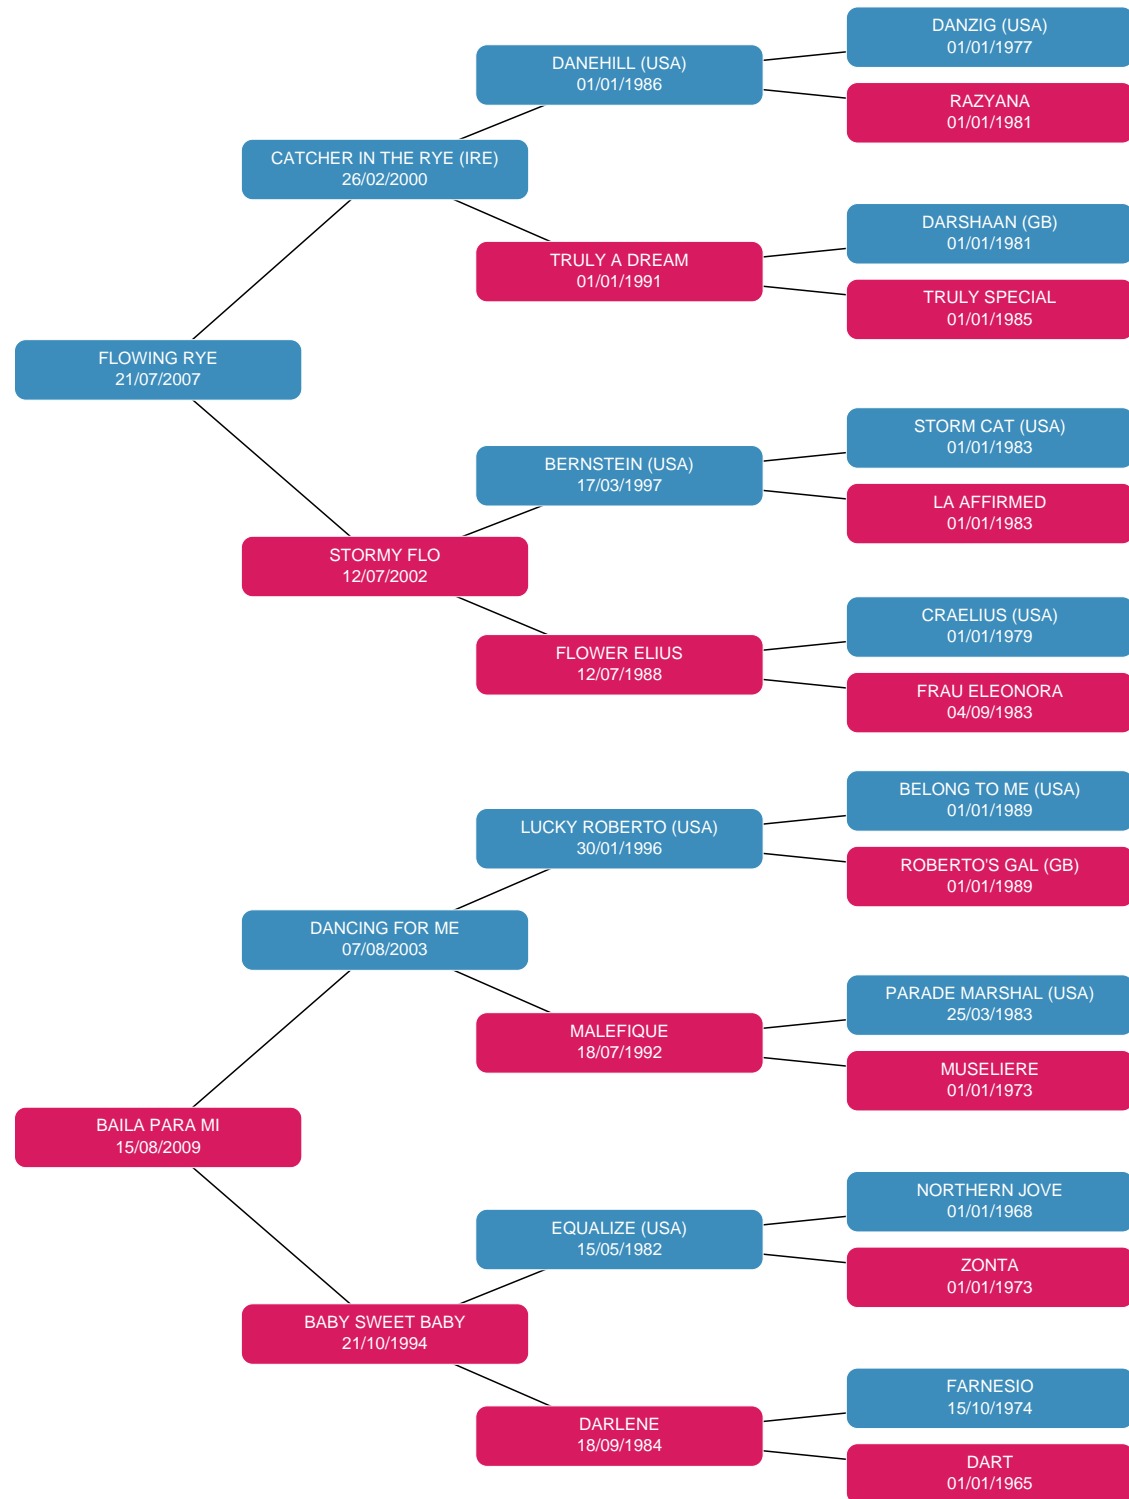 DANZIG (USA)
01/01/1977
DANEHILL (USA)
01/01/1986
RAZYANA
01/01/1981
CATCHER IN THE RYE (IRE)
26/02/2000
DARSHAAN (GB)
01/01/1981
TRULY A DREAM
01/01/1991
TRULY SPECIAL
01/01/1985
FLOWING RYE
21/07/2007
STORM CAT (USA)
01/01/1983
BERNSTEIN (USA)
17/03/1997
LA AFFIRMED
01/01/1983
STORMY FLO
12/07/2002
CRAELIUS (USA)
01/01/1979
FLOWER ELIUS
12/07/1988
FRAU ELEONORA
04/09/1983
BELONG TO ME (USA)
01/01/1989
LUCKY ROBERTO (USA)
30/01/1996
ROBERTO'S GAL (GB)
01/01/1989
DANCING FOR ME
07/08/2003
PARADE MARSHAL (USA)
25/03/1983
MALEFIQUE
18/07/1992
MUSELIERE
01/01/1973
BAILA PARA MI
15/08/2009
NORTHERN JOVE
01/01/1968
EQUALIZE (USA)
15/05/1982
ZONTA
01/01/1973
BABY SWEET BABY
21/10/1994
FARNESIO
15/10/1974
DARLENE
18/09/1984
DART
01/01/1965